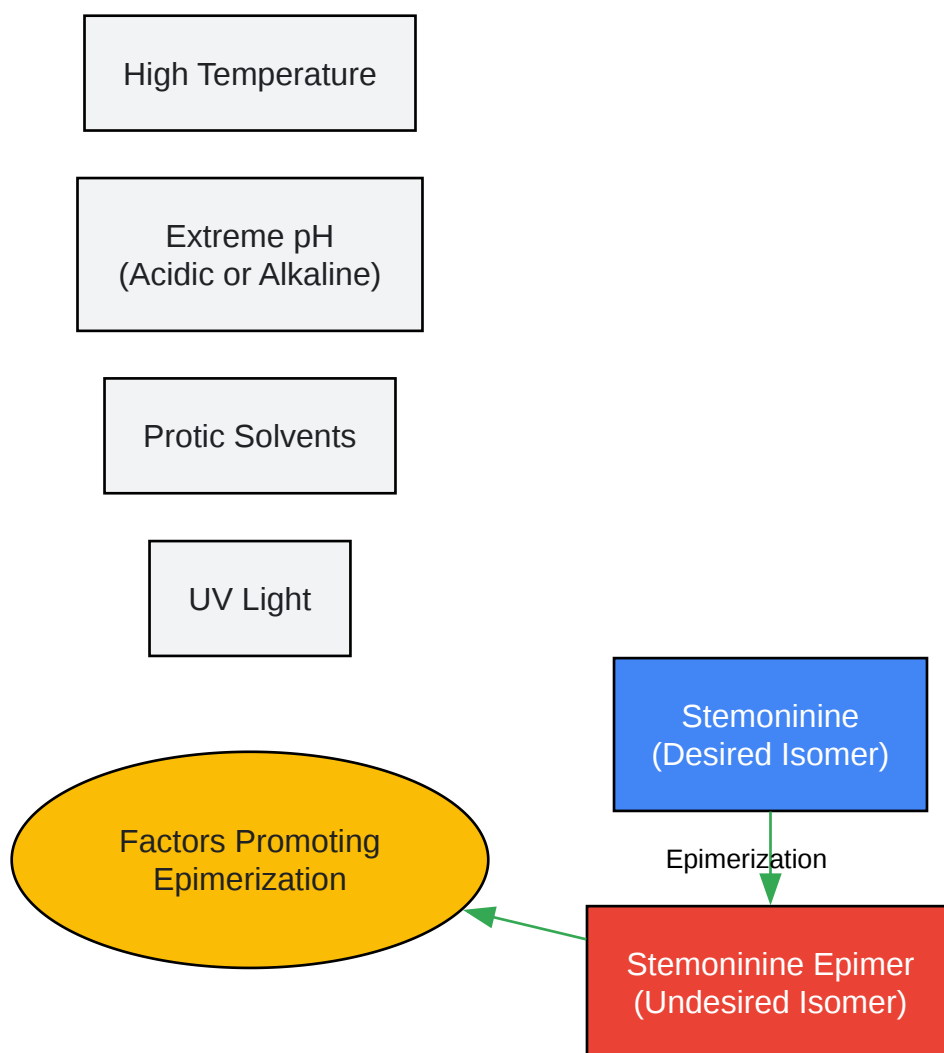 High Temperature
Extreme pH
(Acidic or Alkaline)
Protic Solvents
UV Light
Stemoninine
(Desired Isomer)
Epimerization
Factors Promoting
Epimerization
Stemoninine Epimer
(Undesired Isomer)